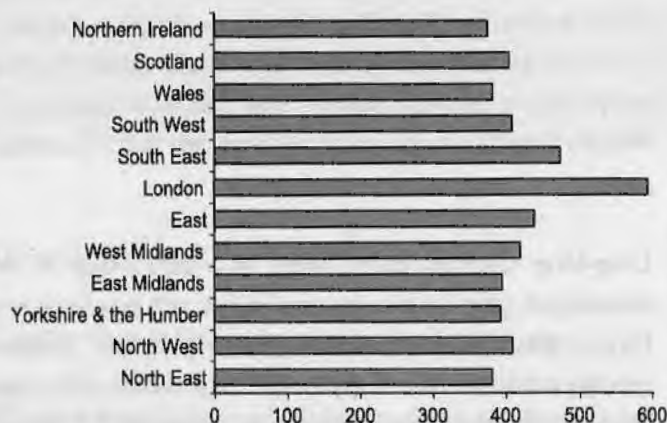 Northern Ireland
Scotland
Wales
South West
South East
London
East
West Midlands
East Midlands
Yorkshire & the Humber
North West
North East
0 100 200 300 400 500 600